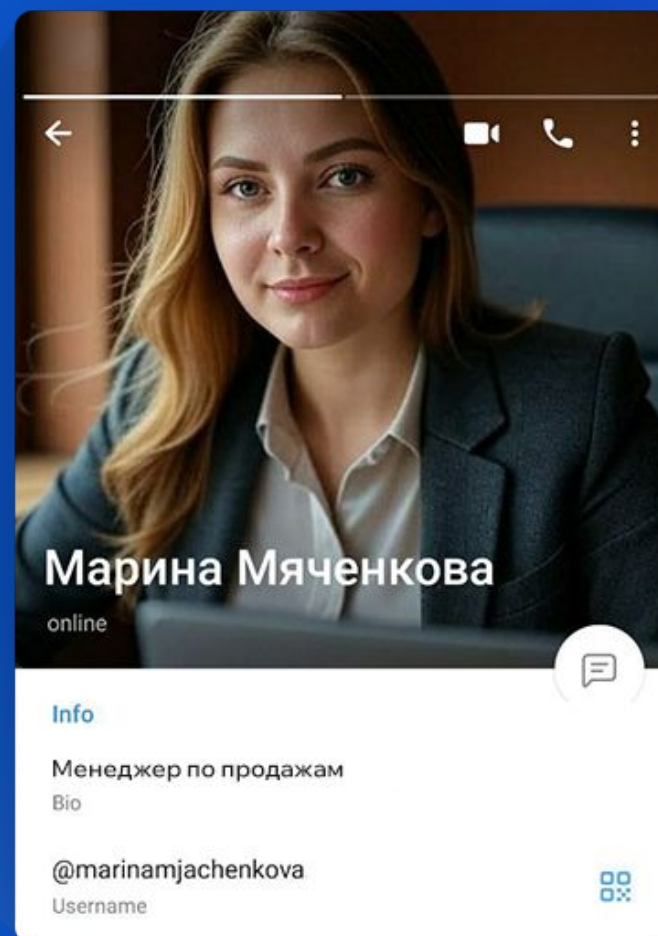 Марина Мяченкова
online
Info
Менеджер по продажам
Bio
@marinamjachenkova
Username